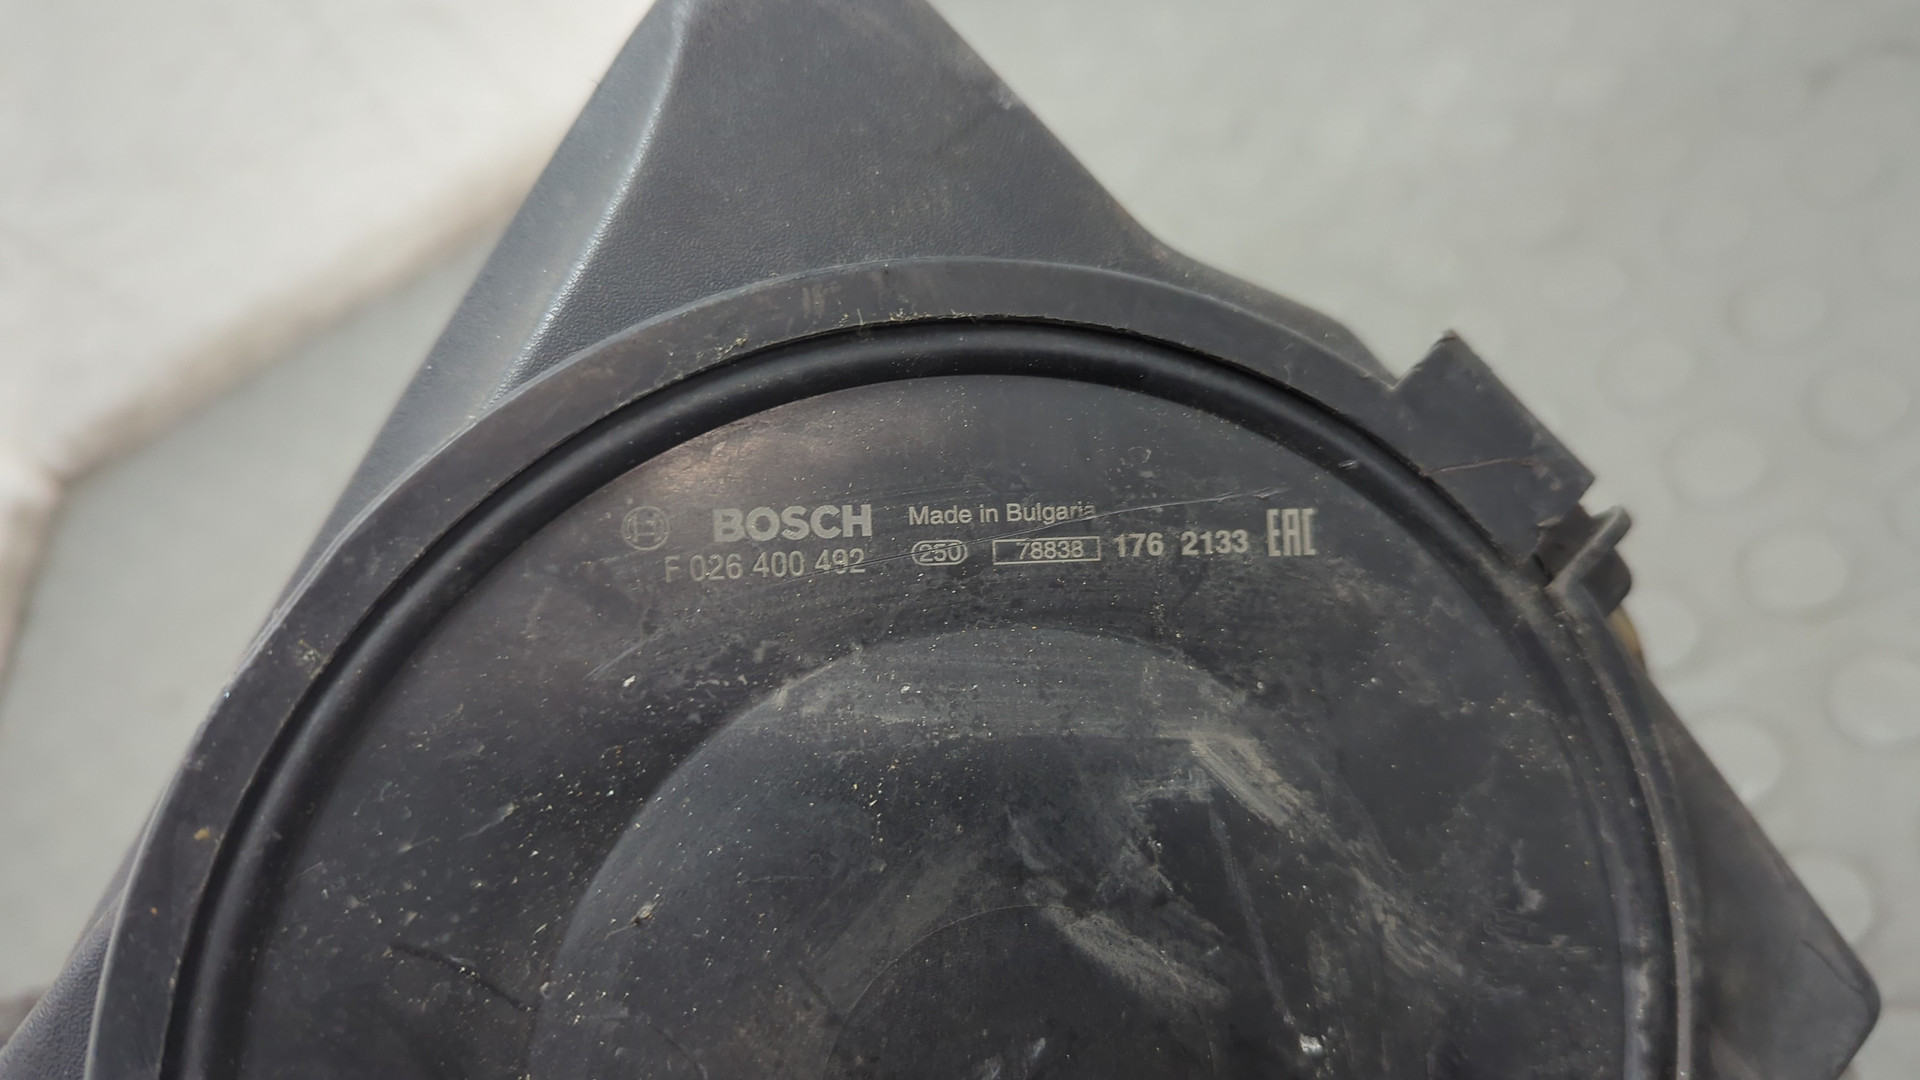 BOSCH Made in Bulgaria
F 026 400 492 250 78838 176 2133 EAC